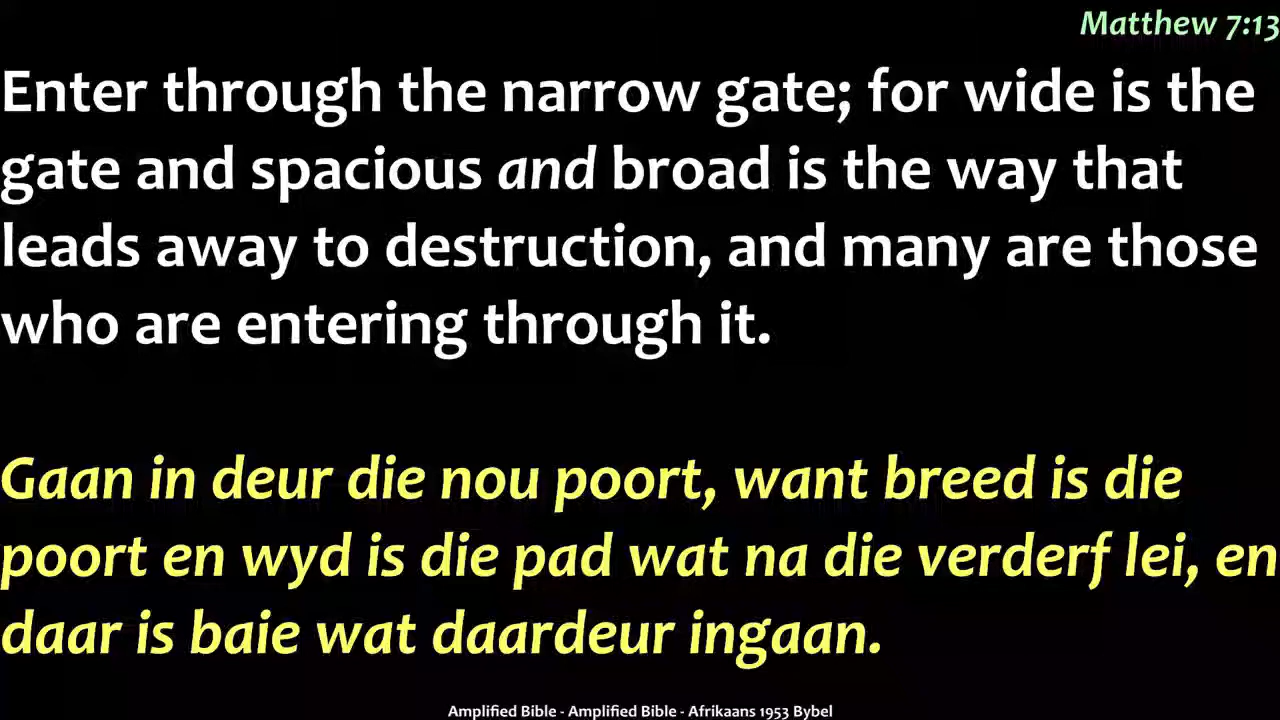 Matthew 7:13
Enter through the narrow gate; for wide is the
gate and spacious and broad is the way that
leads away to destruction, and many are those
who are entering through it.
Gaan in deur die nou poort, want breed is die
poort en wyd is die pad wat na die verderf lei, en
daar is baie wat daardeur ingaan.
Amplified Bible - Amplified Bible - Afrikaans 1953 Bybel